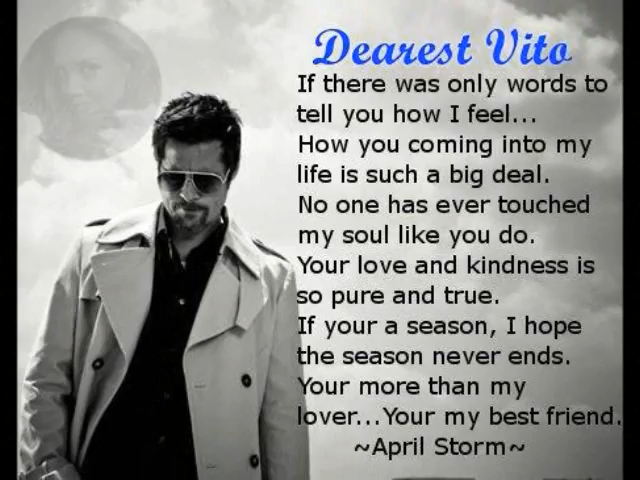 Dearest Vito
If there was only words to
tell you how I feel...
How you coming into my
life is such a big deal.
No one has ever touched
my soul like you do.
Your love and kindness is
so pure and true.
If your a season, I hope
the season never ends.
Your more than my
lover...Your my best friend.
~April Storm~